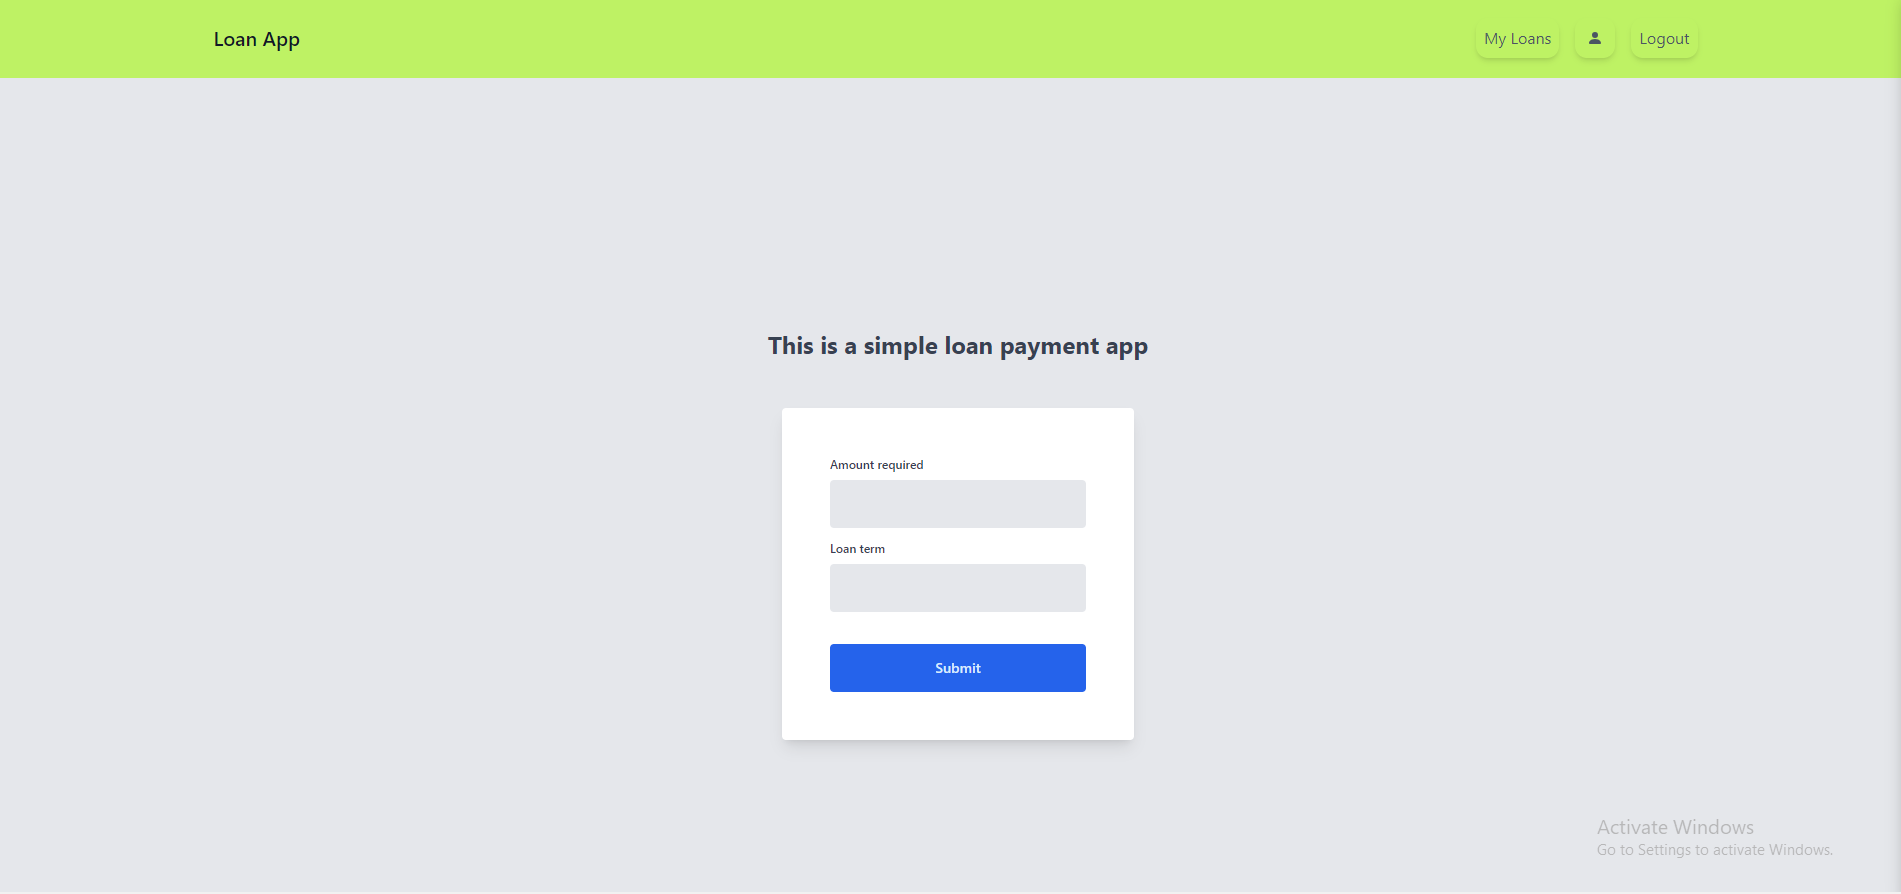 Loan App
My Loans
Logout
This is a simple loan payment app
Amount required
Loan term
Submit
Activate Windows
Go to Settings to activate Windows.